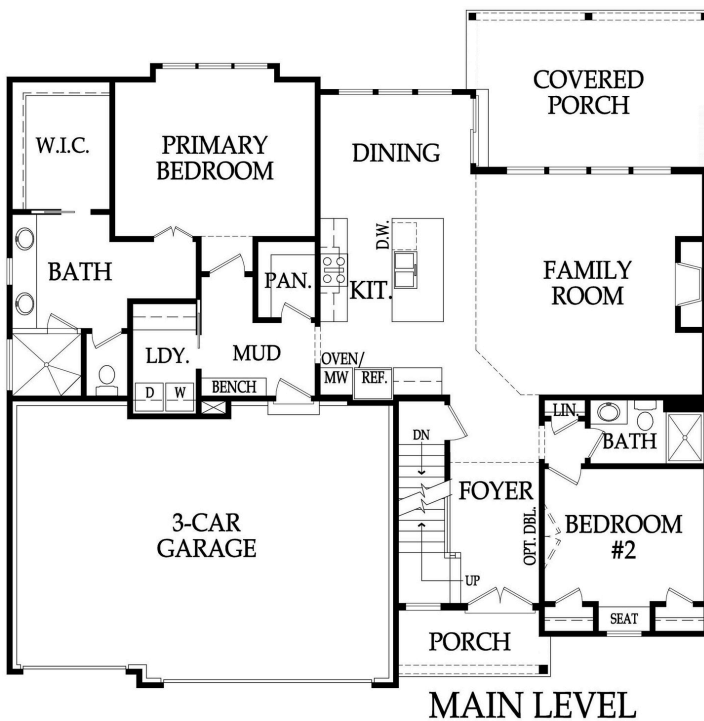 COVERED
PORCH
W.I.C.
PRIMARY
BEDROOM
DINING
D.W.
BATH
PAN.
KIT.
FAMILY
ROOM
LDY.
MUD
OVEN/
MW
REF.
D
W
BENCH
LIN.
BATH
DN
FOYER
3-CAR
GARAGE
OPT. DBL.
BEDROOM
#2
UP
SEAT
PORCH
MAIN LEVEL